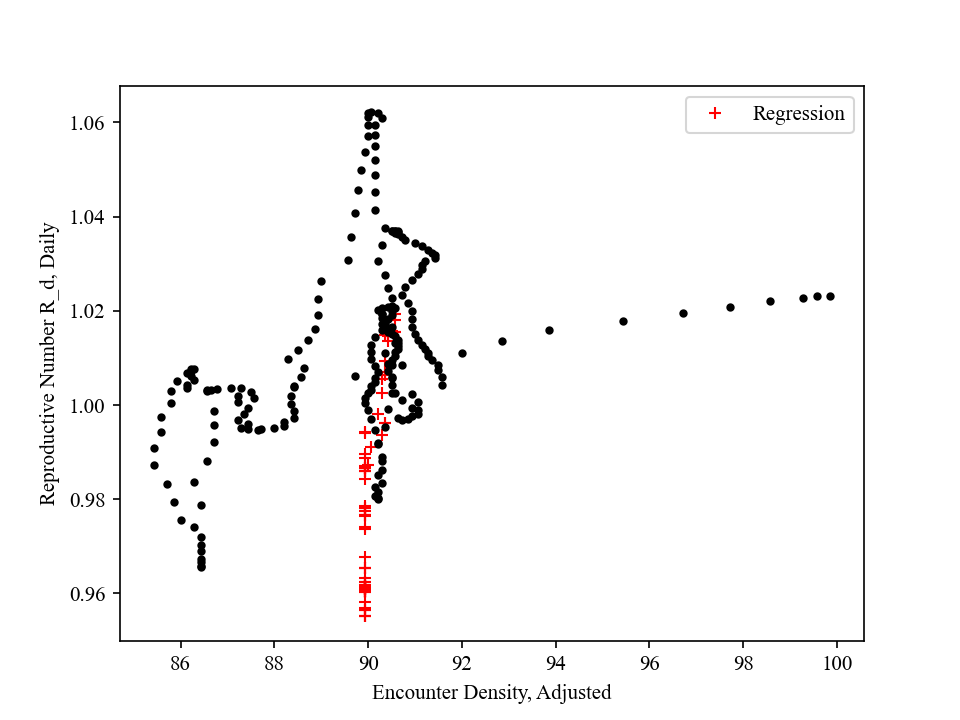 Regression
1.06
1.04
1.02
1.00
0.98
0.96
Reproductive Number R_d, Daily
86 88 90 92 94 96 98 100
Encounter Density, Adjusted